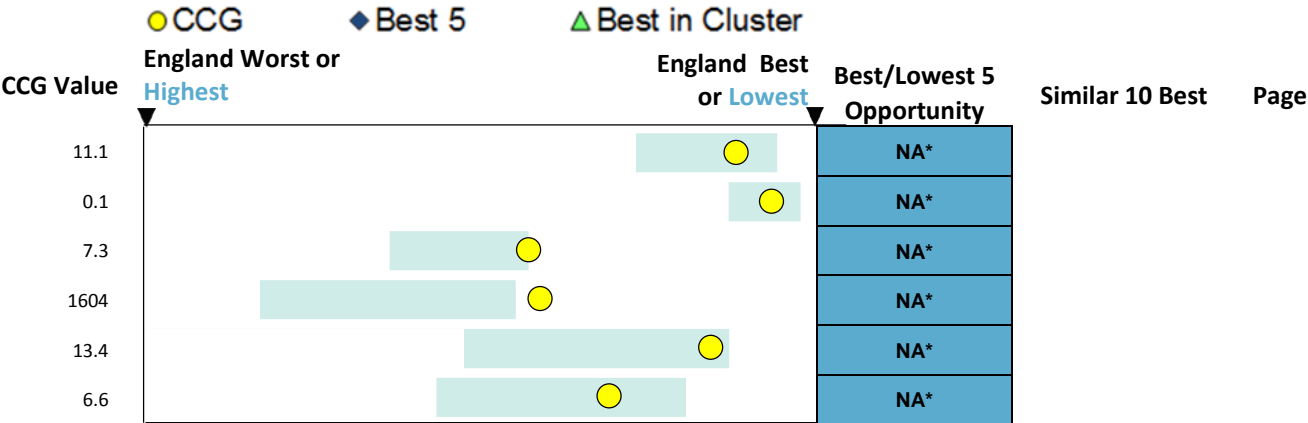 CCG Best 5 Best in Cluster
CCG Value
England Worst or
Highest
England Best
or Lowest
Best/Lowest 5
Opportunity
Similar 10 Best
Page
11.1 NA*
0.1 NA*
7.3 NA*
1604 NA*
13.4 NA*
6.6 NA*